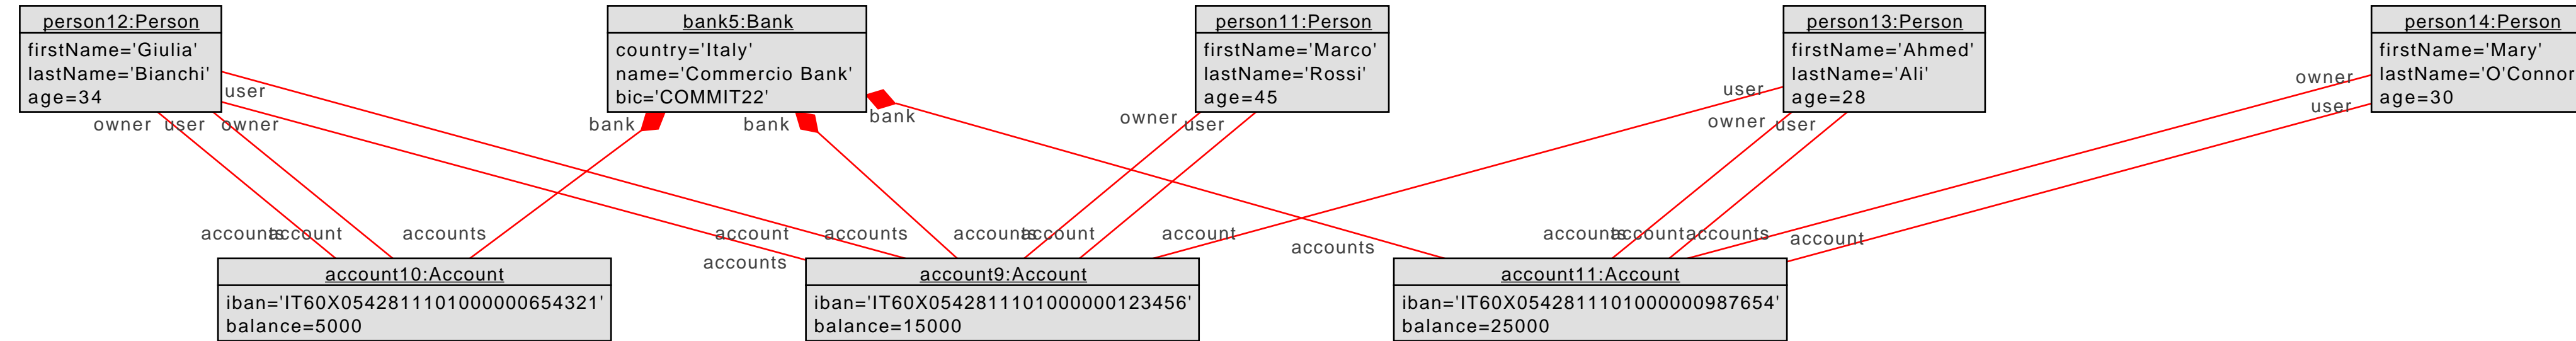 person12:Person
firstName='Giulia'
lastName='Bianchi'
age=34
bank5:Bank
country='Italy'
name='Commercio Bank'
bic='COMMIT22'
person11:Person
firstName='Marco'
lastName='Rossi'
age=45
person13:Person
firstName='Ahmed'
lastName='Ali'
age=28
person14:Person
firstName='Mary'
lastName='O'Connor
age=30
user
owner
user
owner
bank
bank
bank
owner
user
user
owner
user
owner
user
accounts
account
accounts
account
accounts
accounts
accounts
account
account
accounts
accounts
account
accounts
account
account10:Account
iban='IT60X0542811101000000654321'
balance=5000
account9:Account
iban='IT60X0542811101000000123456'
balance=15000
account11:Account
iban='IT60X0542811101000000987654'
balance=25000